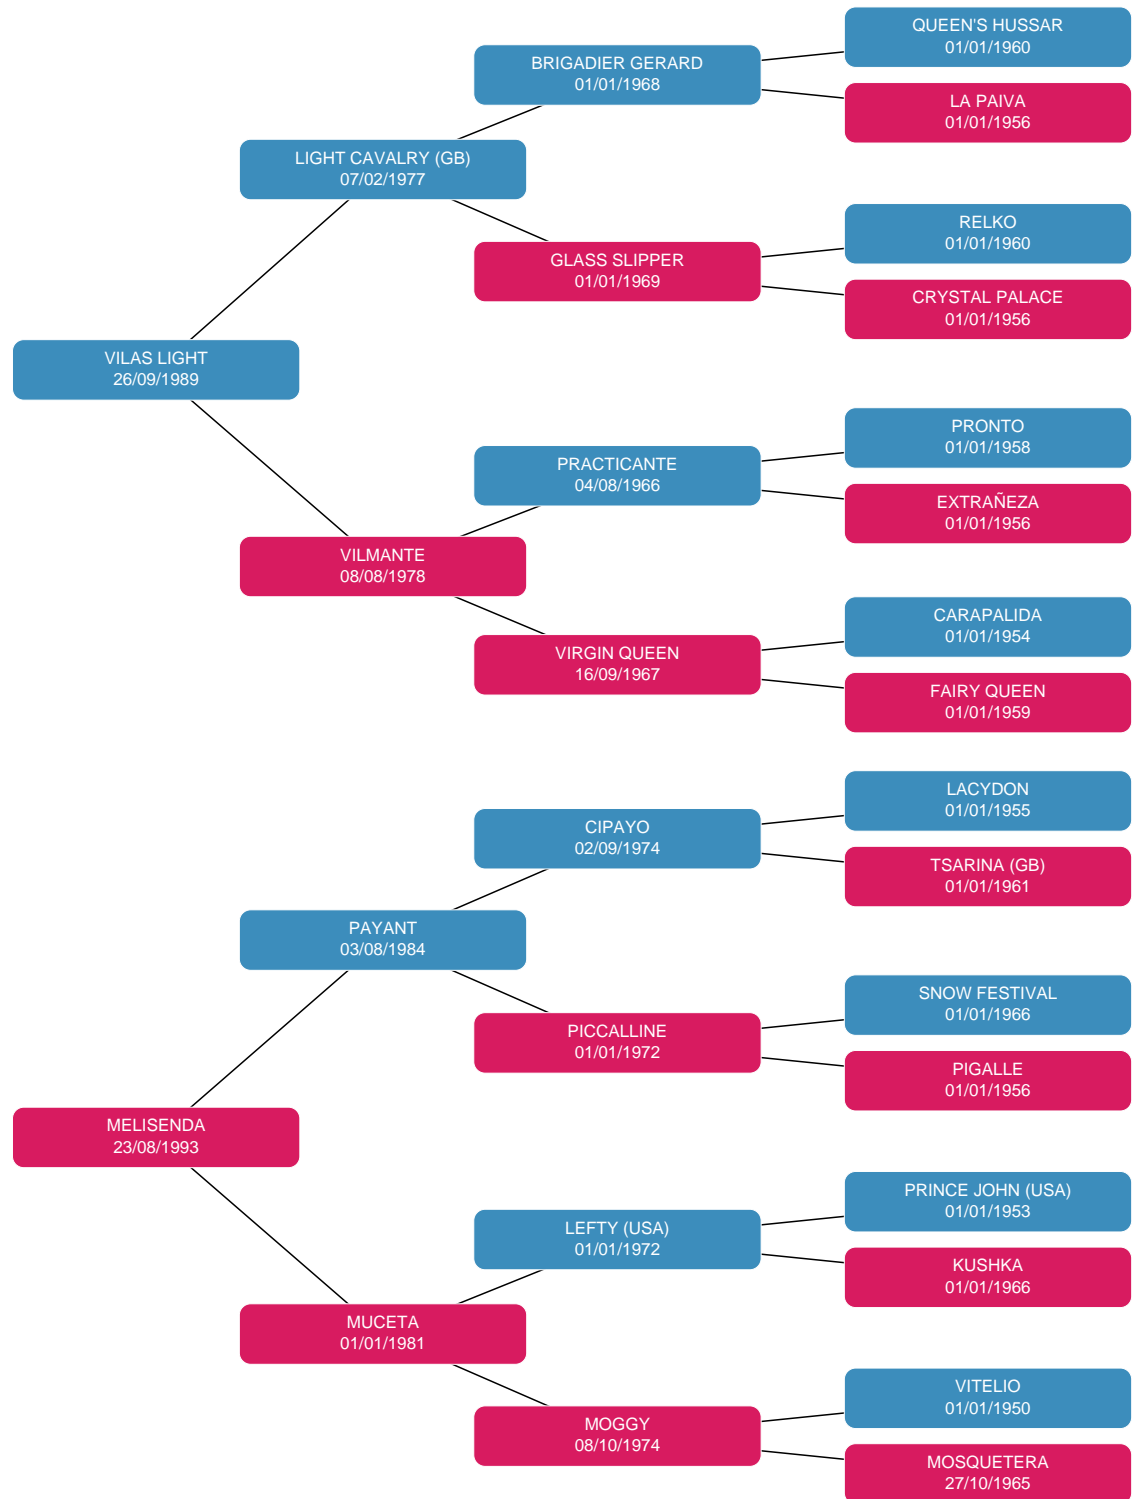 QUEEN'S HUSSAR
01/01/1960
BRIGADIER GERARD
01/01/1968
LA PAIVA
01/01/1956
LIGHT CAVALRY (GB)
07/02/1977
RELKO
01/01/1960
GLASS SLIPPER
01/01/1969
CRYSTAL PALACE
01/01/1956
VILAS LIGHT
26/09/1989
PRONTO
01/01/1958
PRACTICANTE
04/08/1966
EXTRAÑEZA
01/01/1956
VILMANTE
08/08/1978
CARAPALIDA
01/01/1954
VIRGIN QUEEN
16/09/1967
FAIRY QUEEN
01/01/1959
LACYDON
01/01/1955
CIPAYO
02/09/1974
TSARINA (GB)
01/01/1961
PAYANT
03/08/1984
SNOW FESTIVAL
01/01/1966
PICCALLINE
01/01/1972
PIGALLE
01/01/1956
MELISENDA
23/08/1993
PRINCE JOHN (USA)
01/01/1953
LEFTY (USA)
01/01/1972
KUSHKA
01/01/1966
MUCETA
01/01/1981
VITELIO
01/01/1950
MOGGY
08/10/1974
MOSQUETERA
27/10/1965